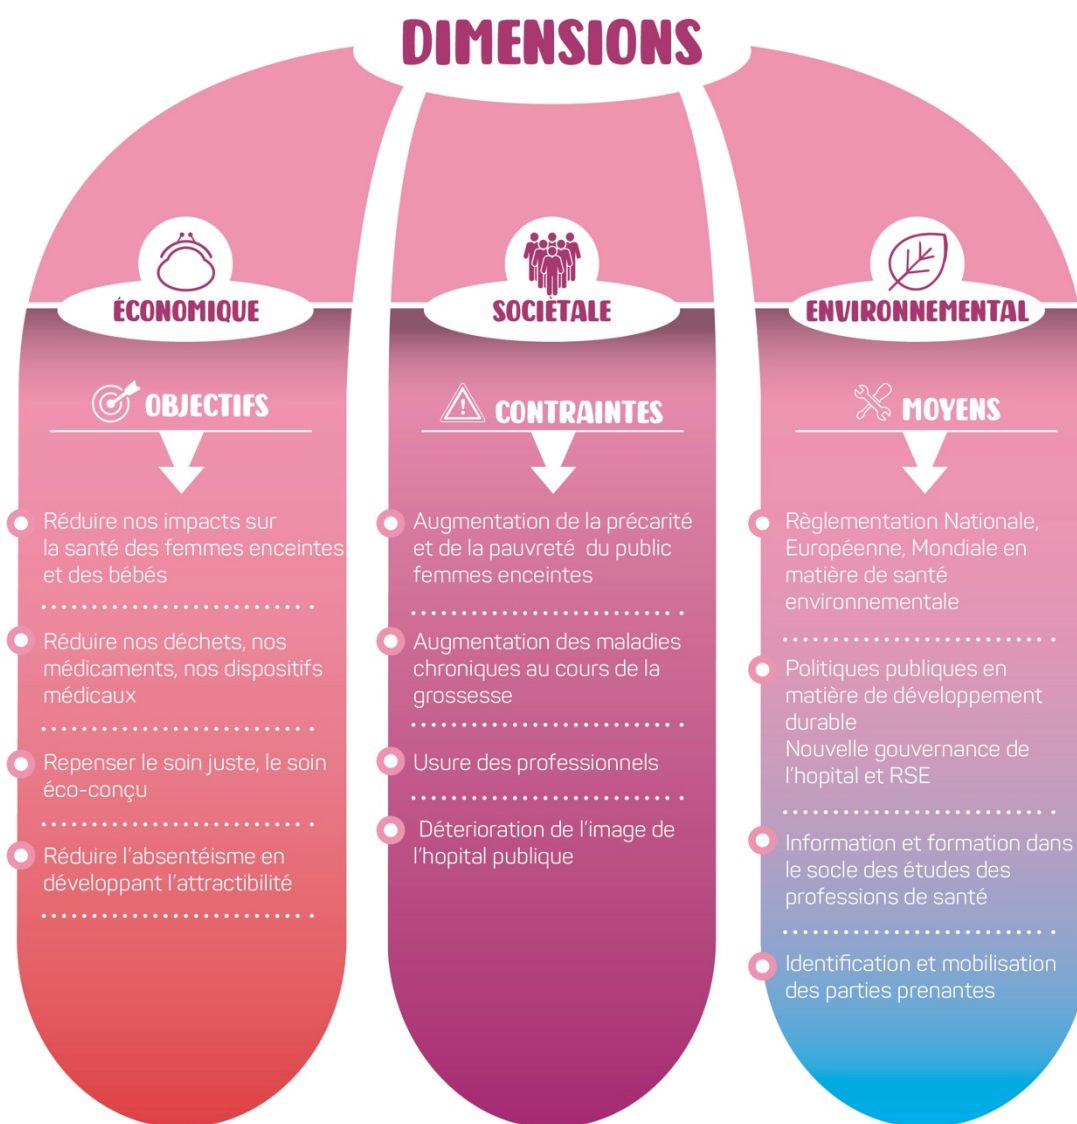 DIMENSIONS
ÉCONOMIQUE
OBJECTIFS
Réduire nos impacts sur
la santé des femmes enceintes
et des bébés
Réduire nos déchets, nos
médicaments, nos dispositifs
médicaux
Repenser le soin juste, le soin
éco-conçu
Réduire l'absentéisme en
développant l'attractibilité
SOCIÈTALE
CONTRAINTES
Augmentation de la précarité
et de la pauvreté du public
femmes enceintes
Augmentation des maladies
chroniques au cours de la
grossesse
Usure des professionnels
Déterioration de l'image de
l'hopital publique
ENVIRONNEMENTAL
MOYENS
Règlementation Nationale,
Européenne, Mondiale en
matière de santé
environnementale
Politiques publiques en
matière de développement
durable
Nouvelle gouvernance de
l'hopital et RSE
Information et formation dans
le socle des études des
professions de santé
Identification et mobilisation
des parties prenantes